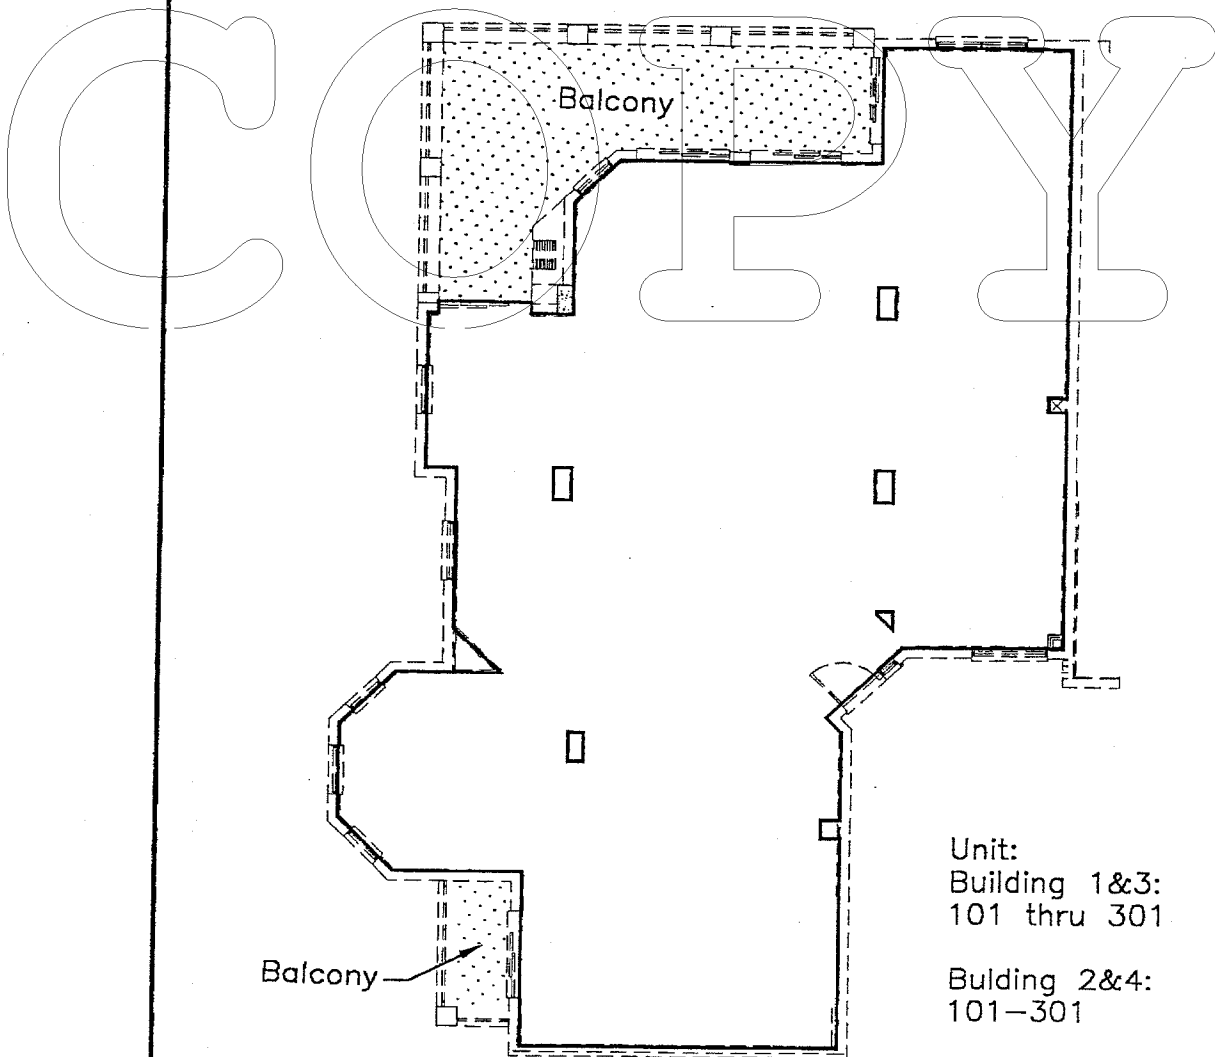 COPY
Balcony
Unit:
Building 1&3:
101 thru 301
Balcony
Bulding 2&4:
101-301